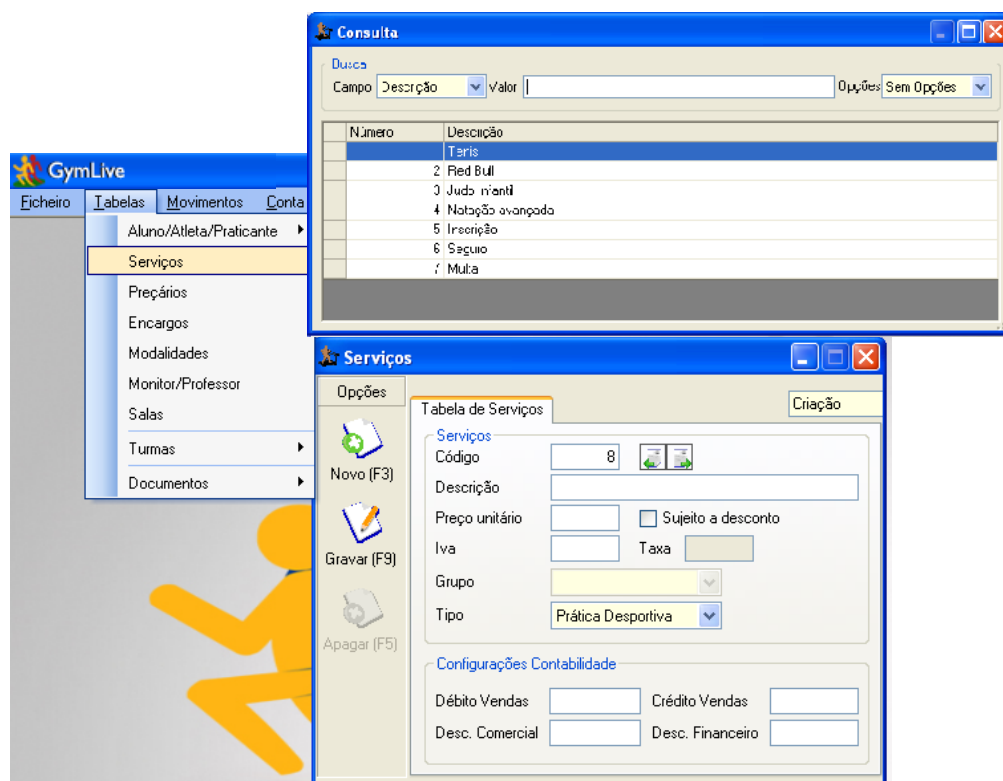 Consulta
Busca
Campo Descrição Valor Opções Sem Opções
Número Descrição
Tenis
2 Red Bull
3 Judo Infantil
4 Natação avançada
5 Inscrição
6 Seguro
7 Multa
GymLive
Ficheiro Tabelas Movimentos Conta
Aluno/Atleta/Praticante
Serviços
Preçários
Encargos
Modalidades
Monitor/Professor
Salas
Turmas
Documentos
Serviços
Opções
Novo (F3)
Gravar (F9)
Apagar (F5)
Criação
Tabela de Serviços
Serviços
Código 8
Descrição
Preço unitário Sujeito a desconto
Iva Taxa
Grupo
Tipo Prática Desportiva
Configurações Contabilidade
Débito Vendas Crédito Vendas
Desc. Comercial Desc. Financeiro